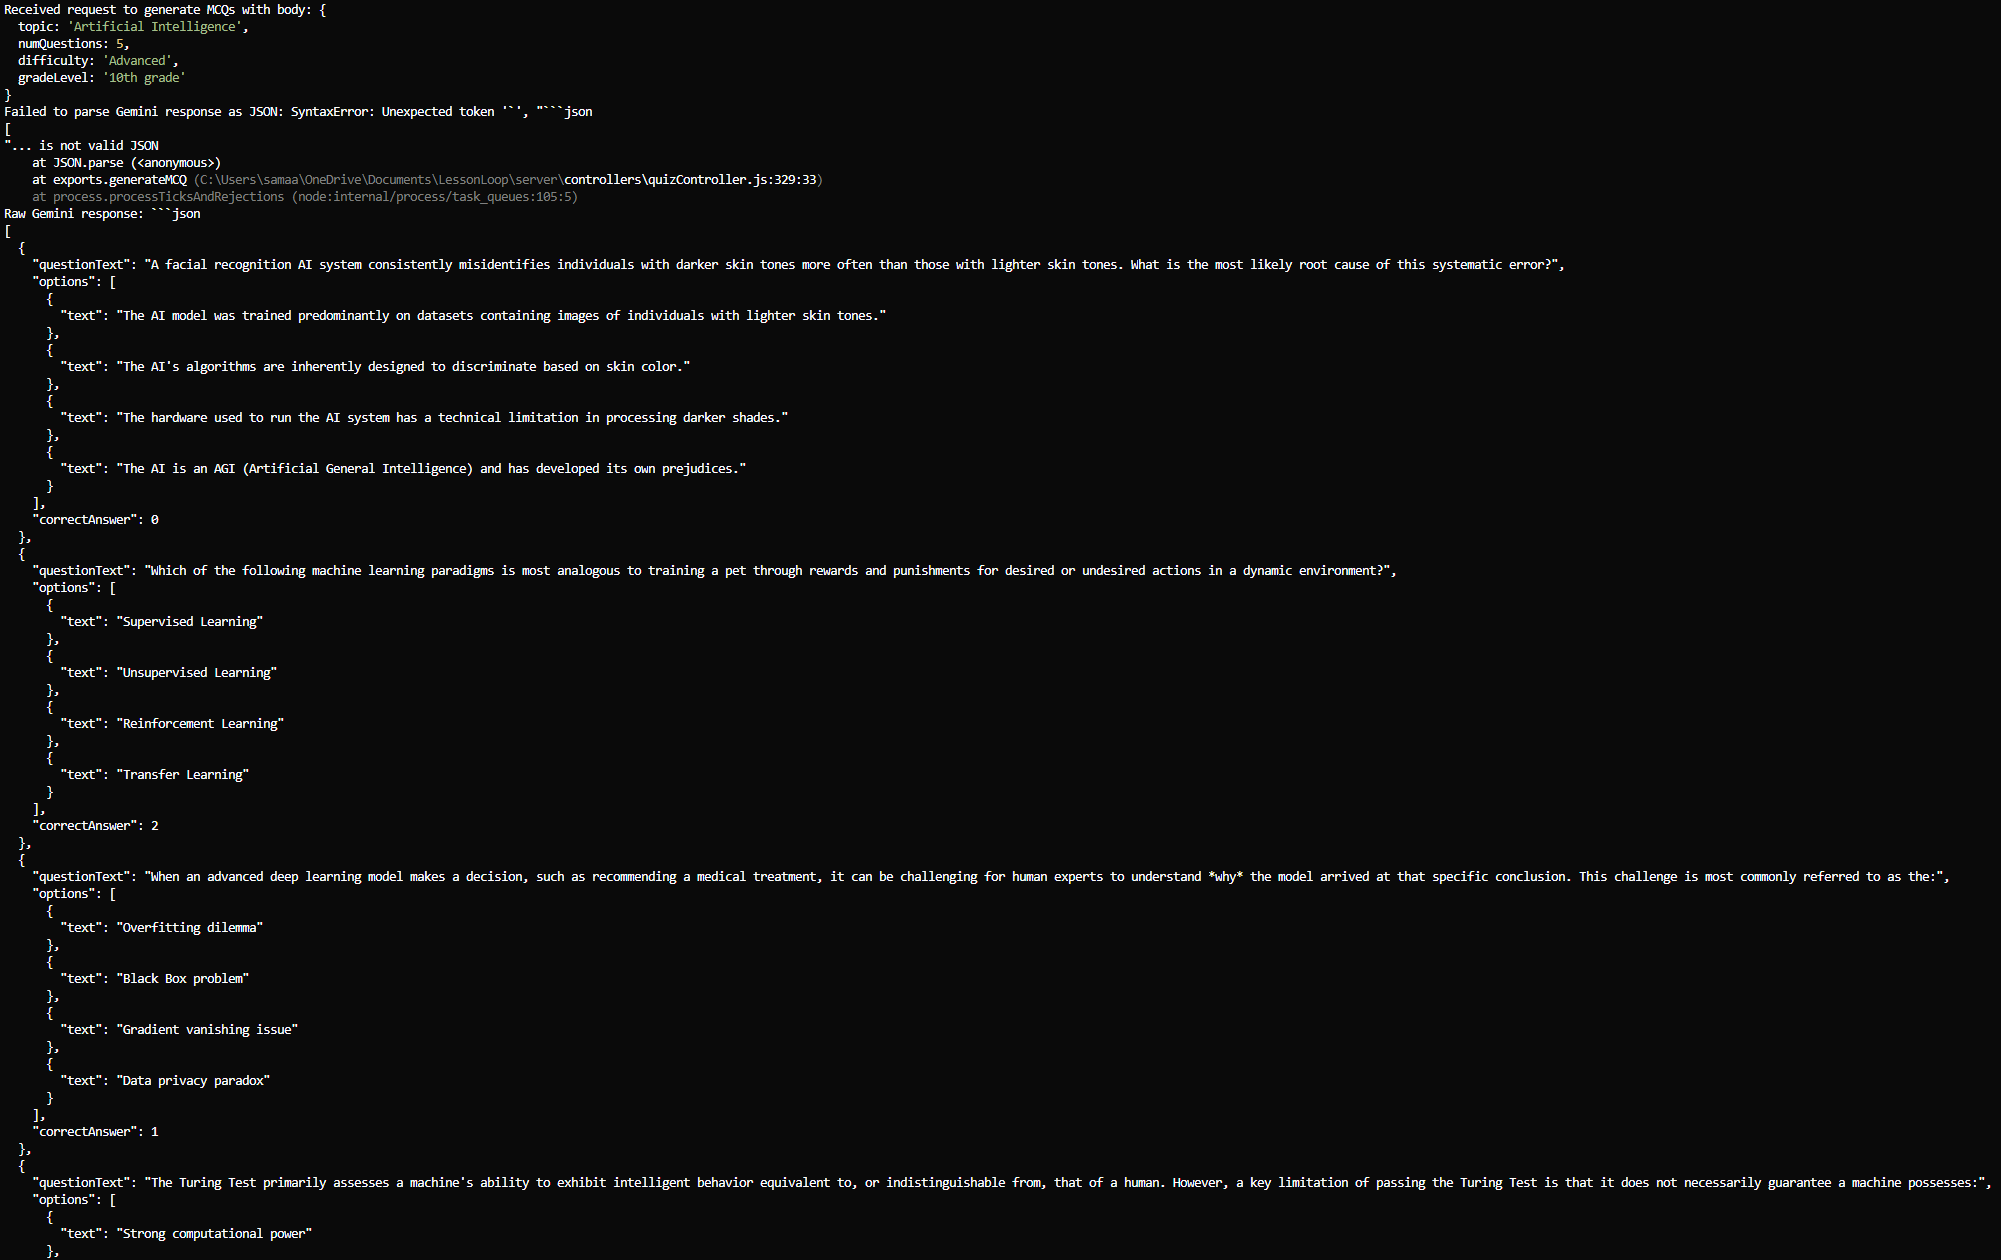 Received request to generate MCQs with body: {
  topic: 'Artificial Intelligence',
  numQuestions: 5,
  difficulty: 'Advanced',
  gradeLevel: '10th grade'
}
Failed to parse Gemini response as JSON: SyntaxError: Unexpected token '`', "```json
[
"... is not valid JSON
    at JSON.parse (<anonymous>)
    at exports.generateMCQ (C:\Users\samaa\OneDrive\Documents\LessonLoop\server\controllers\quizController.js:329:33)
    at process.processTicksAndRejections (node:internal/process/task_queues:105:5)
Raw Gemini response: ```json
[
  {
    "questionText": "A facial recognition AI system consistently misidentifies individuals with darker skin tones more often than those with lighter skin tones. What is the most likely root cause of this systematic error?",
    "options": [
      {
        "text": "The AI model was trained predominantly on datasets containing images of individuals with lighter skin tones."
      },
      {
        "text": "The AI's algorithms are inherently designed to discriminate based on skin color."
      },
      {
        "text": "The hardware used to run the AI system has a technical limitation in processing darker shades."
      },
      {
        "text": "The AI is an AGI (Artificial General Intelligence) and has developed its own prejudices."
      }
    ],
    "correctAnswer": 0
  },
  {
    "questionText": "Which of the following machine learning paradigms is most analogous to training a pet through rewards and punishments for desired or undesired actions in a dynamic environment?",
    "options": [
      {
        "text": "Supervised Learning"
      },
      {
        "text": "Unsupervised Learning"
      },
      {
        "text": "Reinforcement Learning"
      },
      {
        "text": "Transfer Learning"
      }
    ],
    "correctAnswer": 2
  },
  {
    "questionText": "When an advanced deep learning model makes a decision, such as recommending a medical treatment, it can be challenging for human experts to understand *why* the model arrived at that specific conclusion. This challenge is most commonly referred to as the:",
    "options": [
      {
        "text": "Overfitting dilemma"
      },
      {
        "text": "Black Box problem"
      },
      {
        "text": "Gradient vanishing issue"
      },
      {
        "text": "Data privacy paradox"
      }
    ],
    "correctAnswer": 1
  },
  {
    "questionText": "The Turing Test primarily assesses a machine's ability to exhibit intelligent behavior equivalent to, or indistinguishable from, that of a human. However, a key limitation of passing the Turing Test is that it does not necessarily guarantee a machine possesses:",
    "options": [
      {
        "text": "Strong computational power"
      },